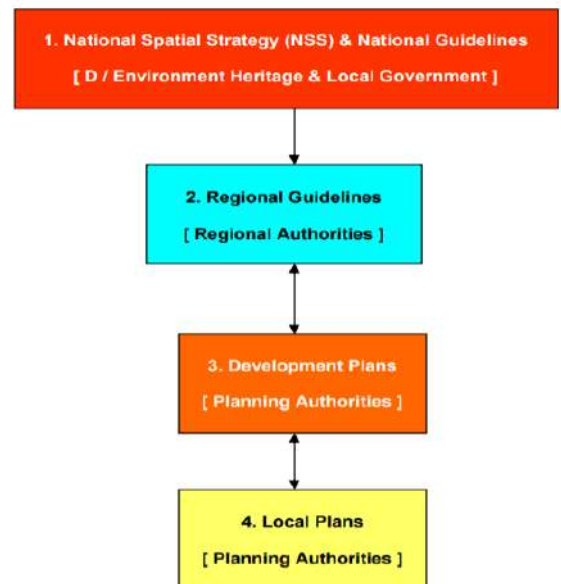 1. National Spatial Strategy (NSS) & National Guidelines
[ D / Environment Heritage & Local Government ]
2. Regional Guidelines
[ Regional Authorities ]
3. Development Plans
[ Planning Authorities ]
4. Local Plans
[ Planning Authorities ]